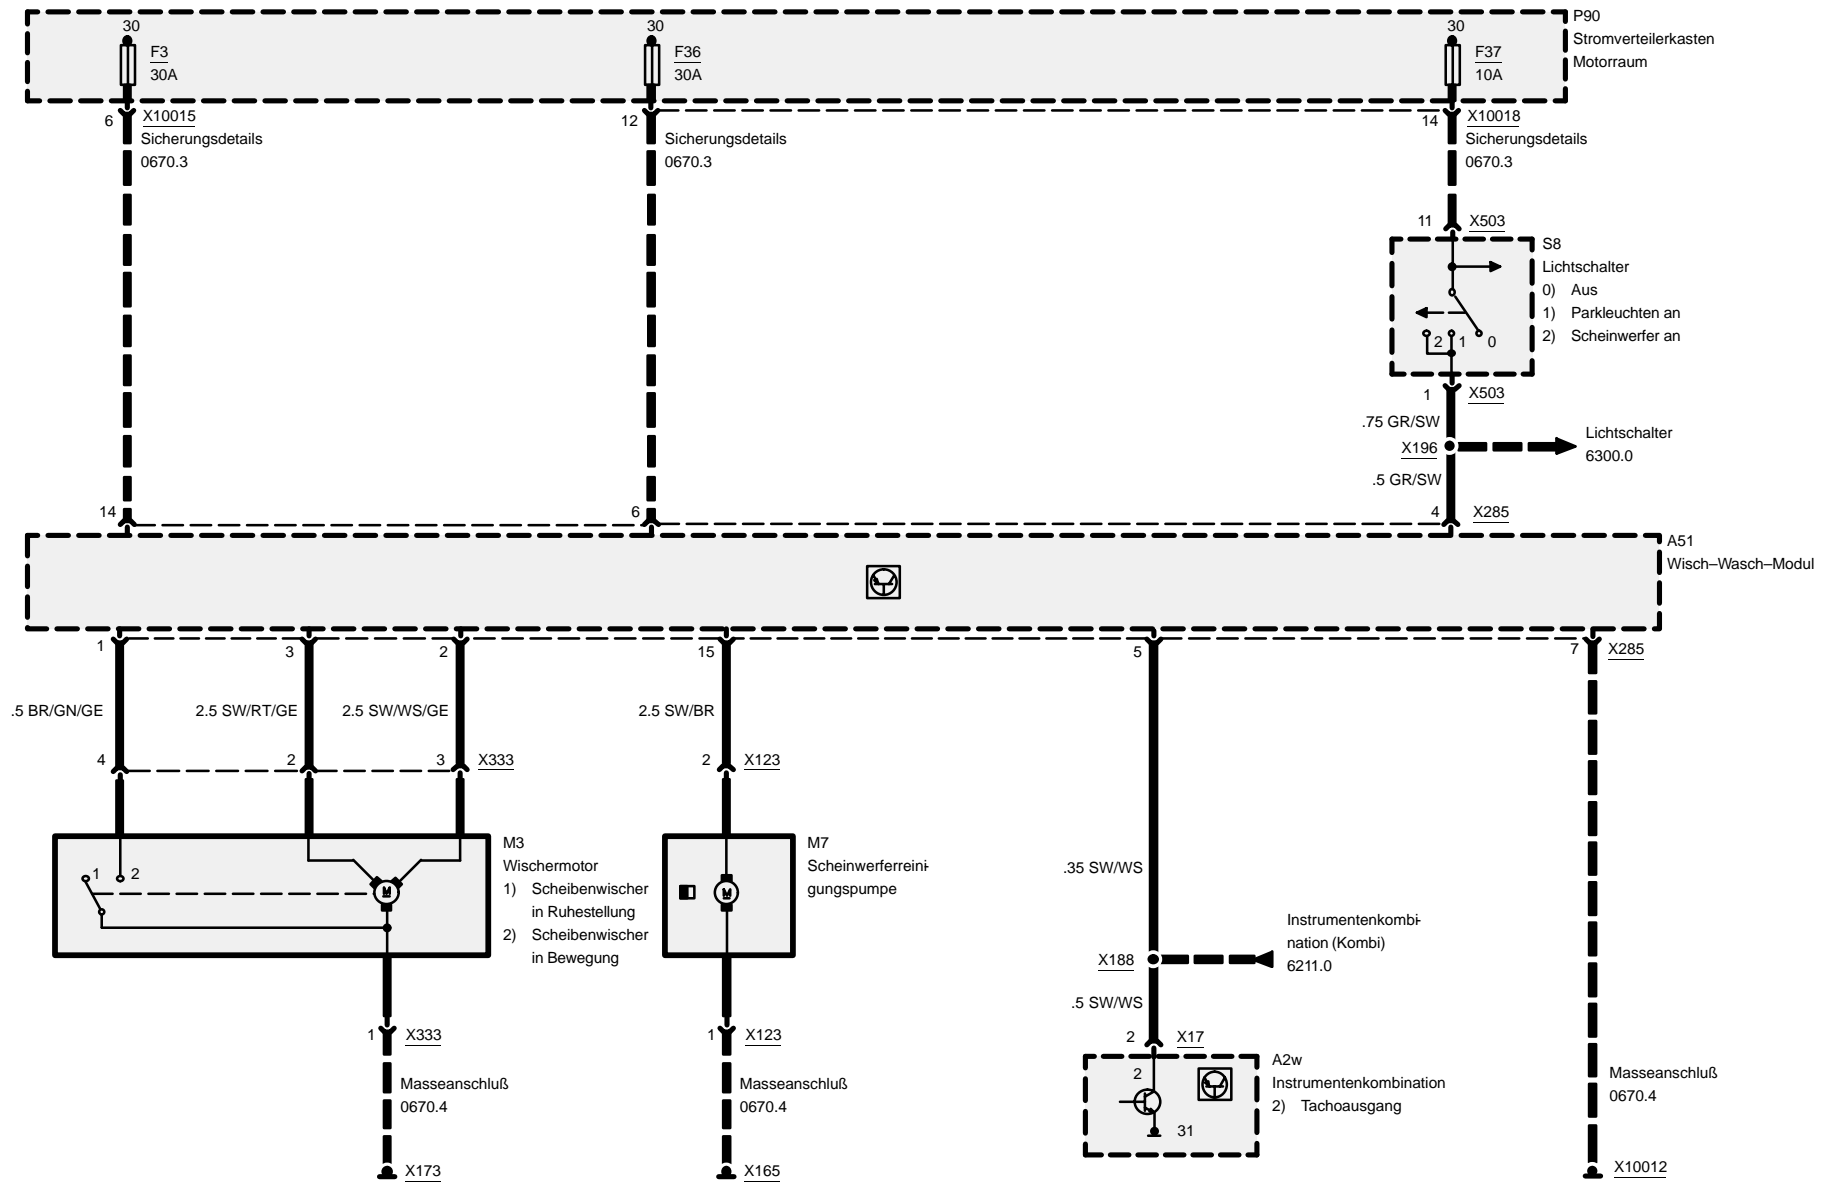 30
30
30
P90
Stromverteilerkasten
Motorraum
F3
30A
F36
30A
F37
10A
6
X10015
Sicherungsdetails
0670.3
12
Sicherungsdetails
0670.3
14
X10018
Sicherungsdetails
0670.3
11
X503
S8
Lichtschalter
0) Aus
1) Parkleuchten an
2) Scheinwerfer an
2
1
0
1
X503
.75 GR/SW
X196
Lichtschalter
6300.0
.5 GR/SW
14
6
4
X285
A51
Wisch–Wasch–Modul
1
3
2
15
5
7
X285
.5 BR/GN/GE
2.5 SW/RT/GE
2.5 SW/WS/GE
2.5 SW/BR
4
2
3
X333
2
X123
M3
Wischermotor
1) Scheibenwischer
in Ruhestellung
2) Scheibenwischer
in Bewegung
1
2
M
M7
Scheinwerferreini-
gungspumpe
M
.35 SW/WS
Instrumentenkombi-
nation (Kombi)
6211.0
X188
.5 SW/WS
1
X333
1
X123
2
X17
A2w
Instrumentenkombination
2) Tachoausgang
2
31
Masseanschluß
0670.4
Masseanschluß
0670.4
Masseanschluß
0670.4
X173
X165
X10012